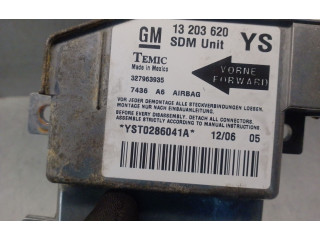 GM 13 203 620 YS
SDM Unit
TEMIC
Made in Mexico
327963935
VORNE
FORWARD
7436 A6 AIRBAG
VOR JEDER DEMONTAGE ALLE STECKVERBINDUNGEN LOESEN.
MONTAGE NUR NACH EINBAUANLEITUNG.
BEFORE EVERY DISASSEMBLY, DETACH ALL CONNECTORS.
ASSEMBLE STRICTLY ACCORDING TO MANUAL INSTRUCTIONS
*YST0286041A* 12/06 05